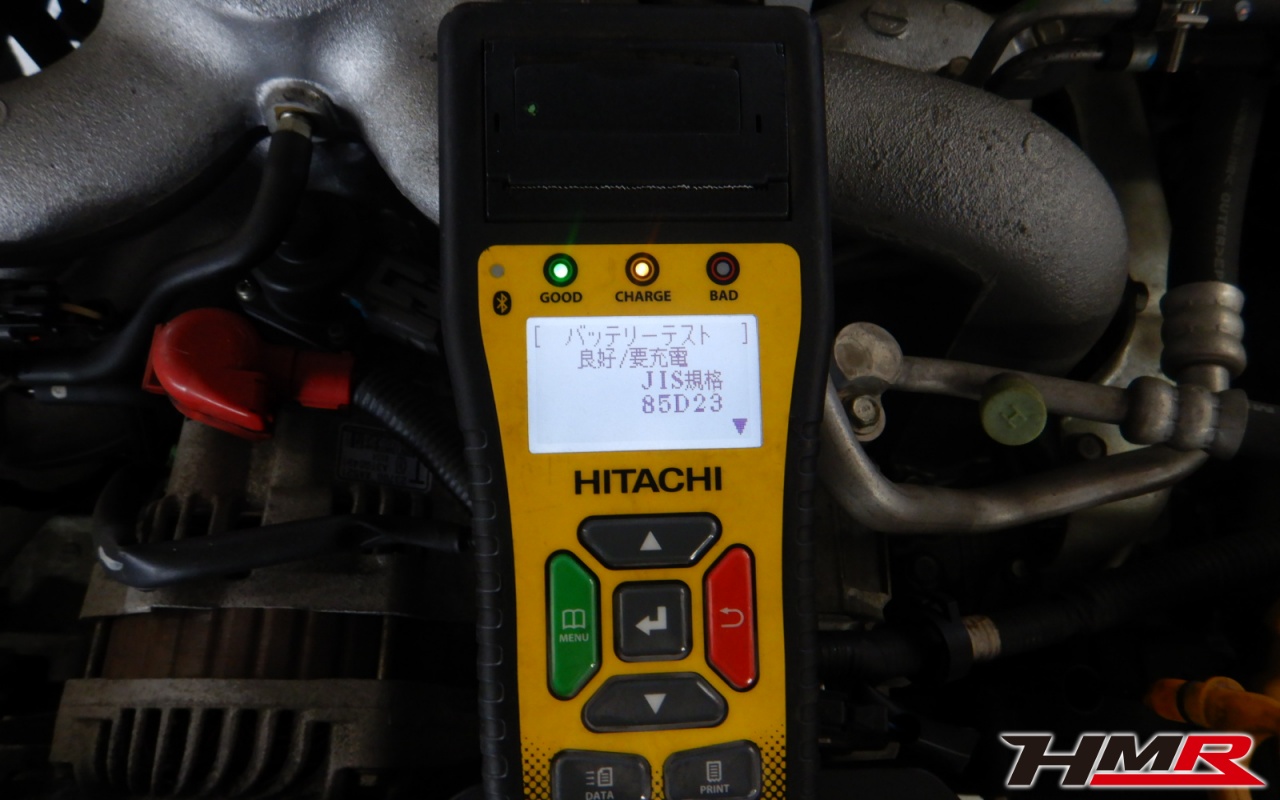 GOOD CHARGE BAD
[ バッテリーテスト ]
良好/要充電
JIS規格
85D23
HITACHI
MENU
DATA
PRINT
HMR